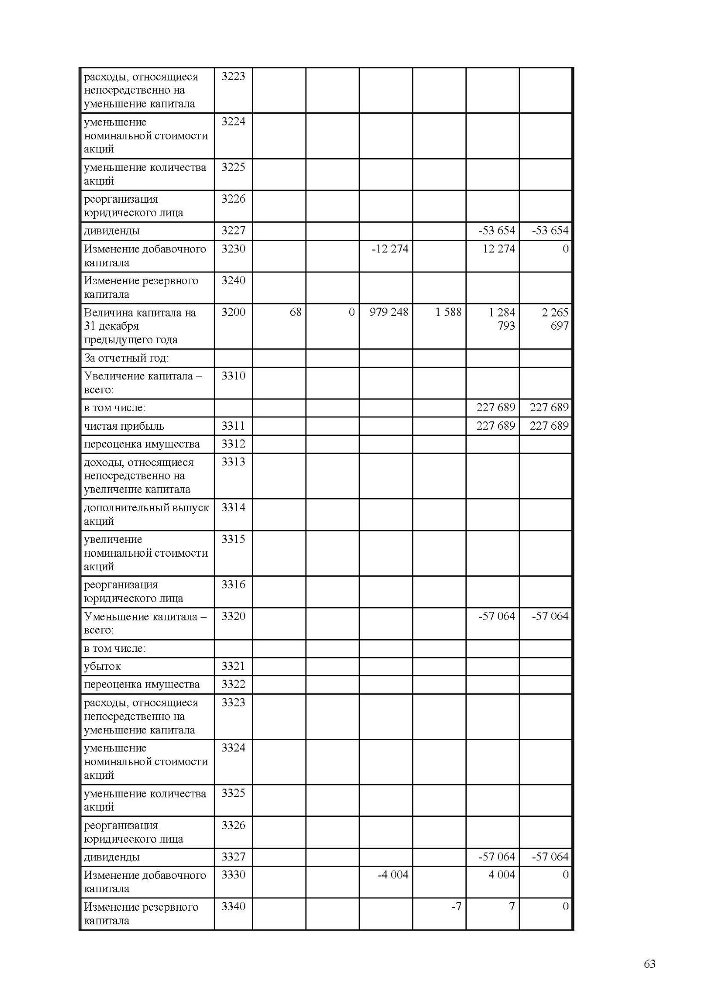 расходы, относящиеся 3223
непосредственно на
уменьшение капитала
уменьшение 3224
номинальной стоимости
акций
уменьшение количества 3225
акций
реорганизация 3226
юридического лица
дивиденды 3227 -53 654 -53 654
Изменение добавочного 3230 -12 274 12 274 0
капитала
Изменение резервного 3240
капитала
Величина капитала на 3200 68 0 979 248 1 588 1 284 2 265
31 декабря 793 697
предыдущего года
За отчетный год:
Увеличение капитала – 3310
всего:
в том числе: 227 689 227 689
чистая прибыль 3311 227 689 227 689
переоценка имущества 3312
доходы, относящиеся 3313
непосредственно на
увеличение капитала
дополнительный выпуск 3314
акций
увеличение 3315
номинальной стоимости
акций
реорганизация 3316
юридического лица
Уменьшение капитала – 3320 -57 064 -57 064
всего:
в том числе:
убыток 3321
переоценка имущества 3322
расходы, относящиеся 3323
непосредственно на
уменьшение капитала
уменьшение 3324
номинальной стоимости
акций
уменьшение количества 3325
акций
реорганизация 3326
юридического лица
дивиденды 3327 -57 064 -57 064
Изменение добавочного 3330 -4 004 4 004 0
капитала
Изменение резервного 3340 -7 7 0
капитала
63